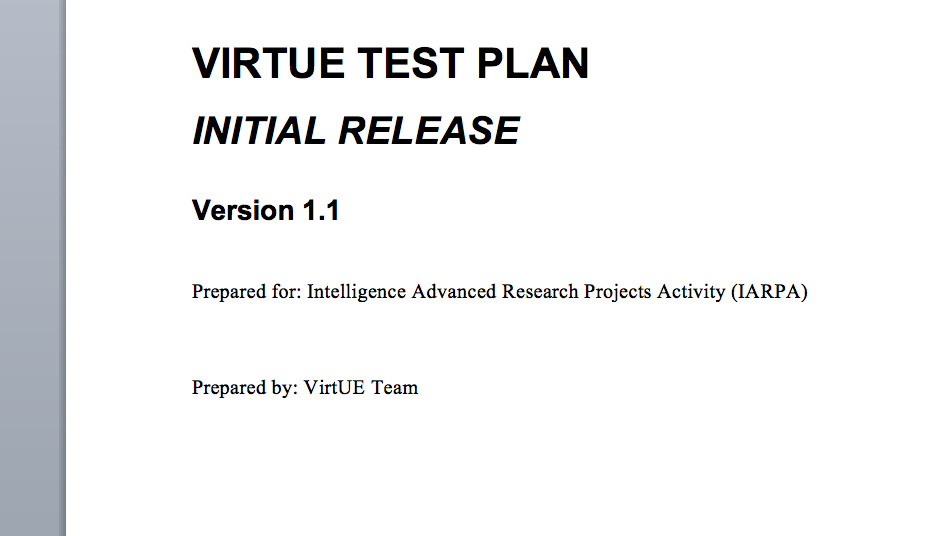 VIRTUE TEST PLAN
INITIAL RELEASE
Version 1.1
Prepared for: Intelligence Advanced Research Projects Activity (IARPA)
Prepared by: VirtUE Team